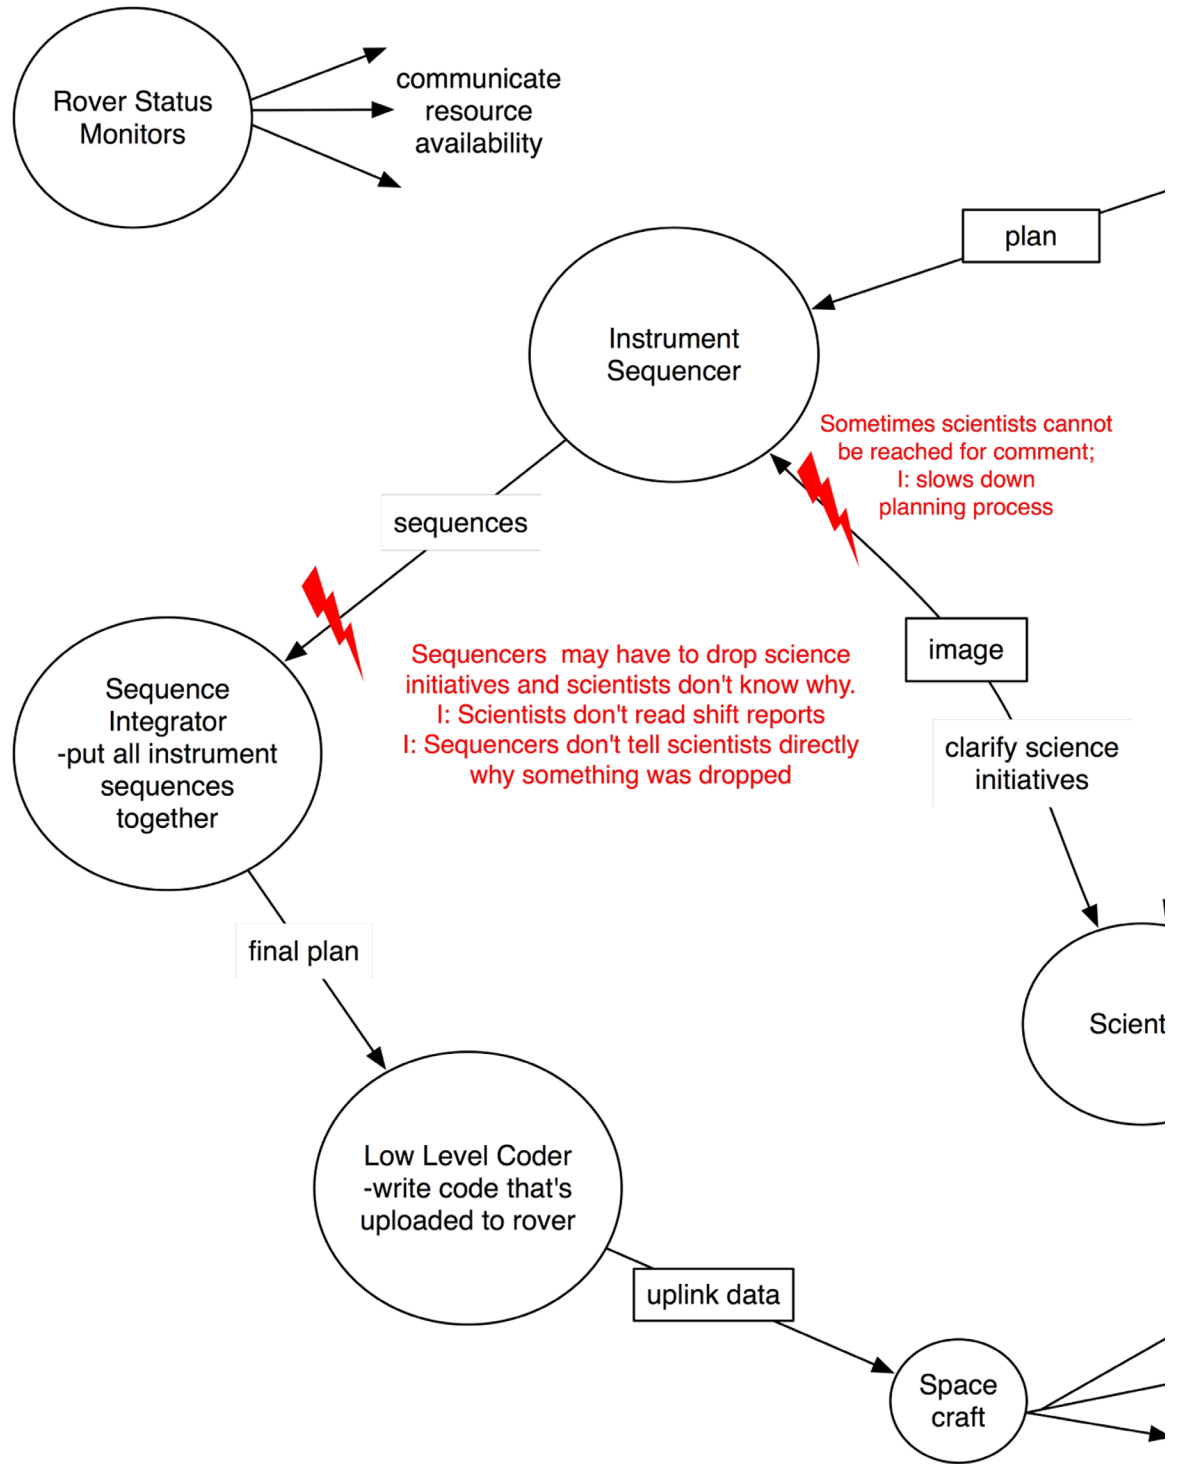 Rover Status
Monitors
communicate
resource
availability
plan
Instrument
Sequencer
Sometimes scientists cannot
be reached for comment;
I: slows down
planning process
sequences
image
Sequencers may have to drop science
initiatives and scientists don't know why.
I: Scientists don't read shift reports
I: Sequencers don't tell scientists directly
why something was dropped
clarify science
initiatives
Sequence
Integrator
-put all instrument
sequences
together
final plan
Scient
Low Level Coder
-write code that's
uploaded to rover
uplink data
Space
craft